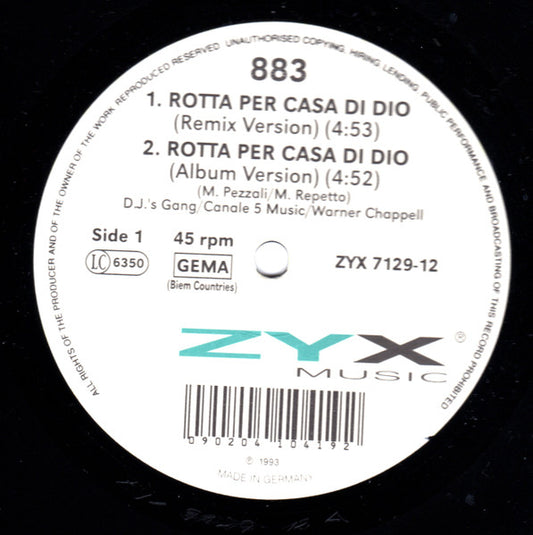 ALL RIGHTS OF THE PRODUCER AND OF THE OWNER OF THE WORK REPRODUCED RESERVED UNAUTHORISED COPYING, HIRING LENDING, PUBLIC PERFORMANCE AND BROADCASTING OF THIS RECORD PROHIBITED
883
1. ROTTA PER CASA DI DIO
(Remix Version) (4:53)
2. ROTTA PER CASA DI DIO
(Album Version) (4:52)
(M. Pezzali/M. Repetto)
D.J.'s Gang/Canale 5 Music/Warner Chappell
Side 1 45 rpm
LC 6350 GEMA ZYX 7129-12
(Biem Countries)
ZYX ℗
MUSIC
090204 104192
℗ 1993
MADE IN GERMANY